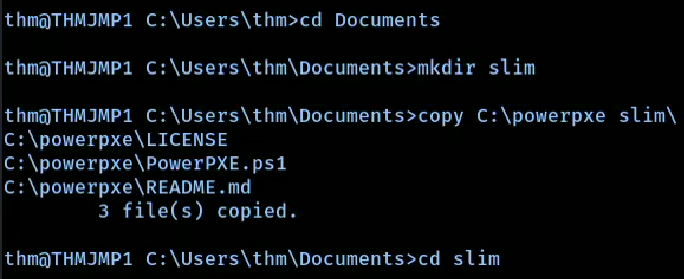 thm@THMJMP1 C:\Users\thm>cd Documents
thm@THMJMP1 C:\Users\thm\Documents>mkdir slim
thm@THMJMP1 C:\Users\thm\Documents>copy C:\powerpxe slim\
C:\powerpxe\LICENSE
C:\powerpxe\PowerPXE.ps1
C:\powerpxe\README.md
        3 file(s) copied.
thm@THMJMP1 C:\Users\thm\Documents>cd slim